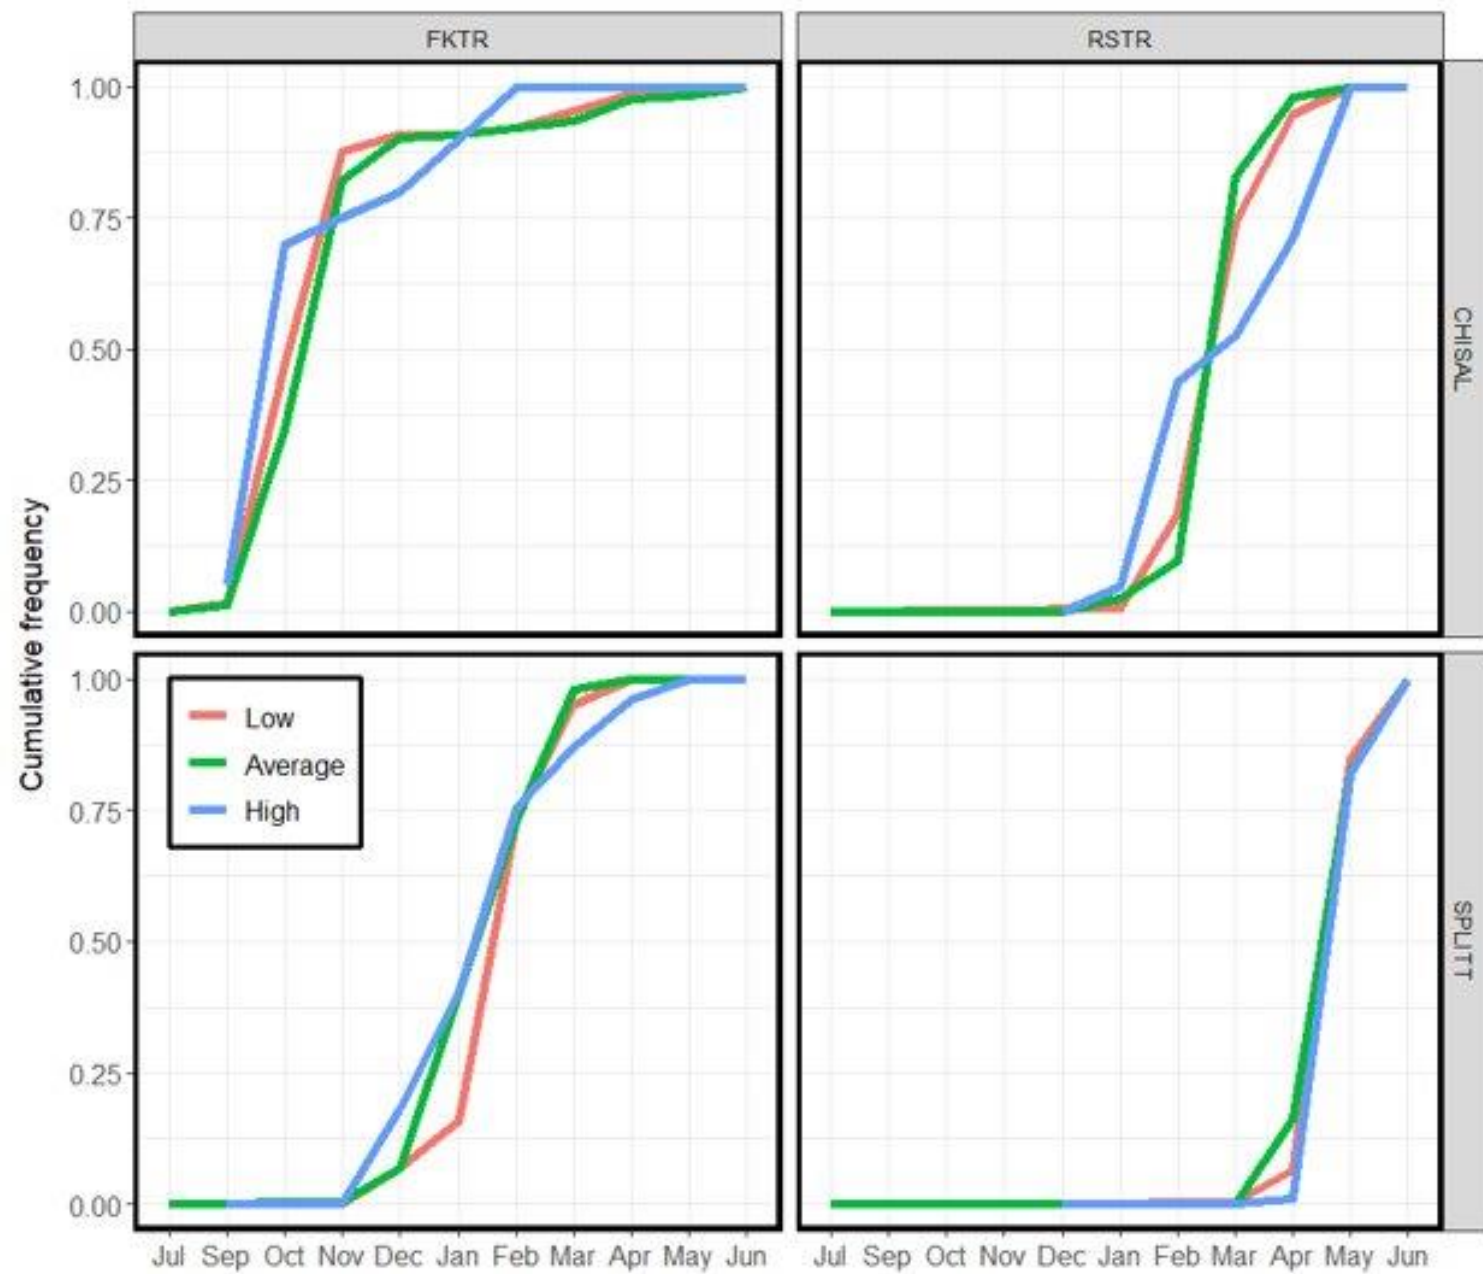 FKTR
RSTR
1.00
0.75
0.50
0.25
0.00
CHISAL
Cumulative frequency
1.00
0.75
0.50
0.25
0.00
Low
Average
High
SPLITT
Jul Sep Oct Nov Dec Jan Feb Mar Apr May Jun
Jul Sep Oct Nov Dec Jan Feb Mar Apr May Jun